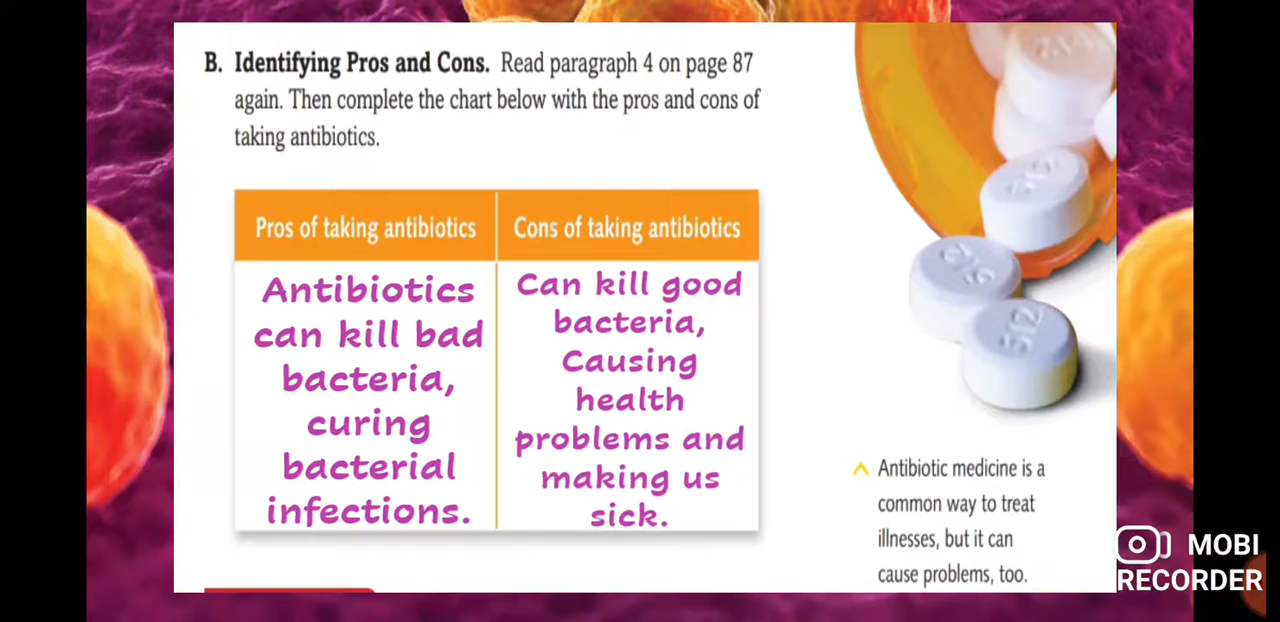 B. Identifying Pros and Cons. Read paragraph 4 on page 87
again. Then complete the chart below with the pros and cons of
taking antibiotics.
Pros of taking antibiotics
Antibiotics
can kill bad
bacteria,
curing
bacterial
infections.
Cons of taking antibiotics
Can kill good
bacteria,
Causing
health
problems and
making us
sick.
512
512
512
Antibiotic medicine is a
common way to treat
illnesses, but it can
cause problems, too.
MOBI
RECORDER